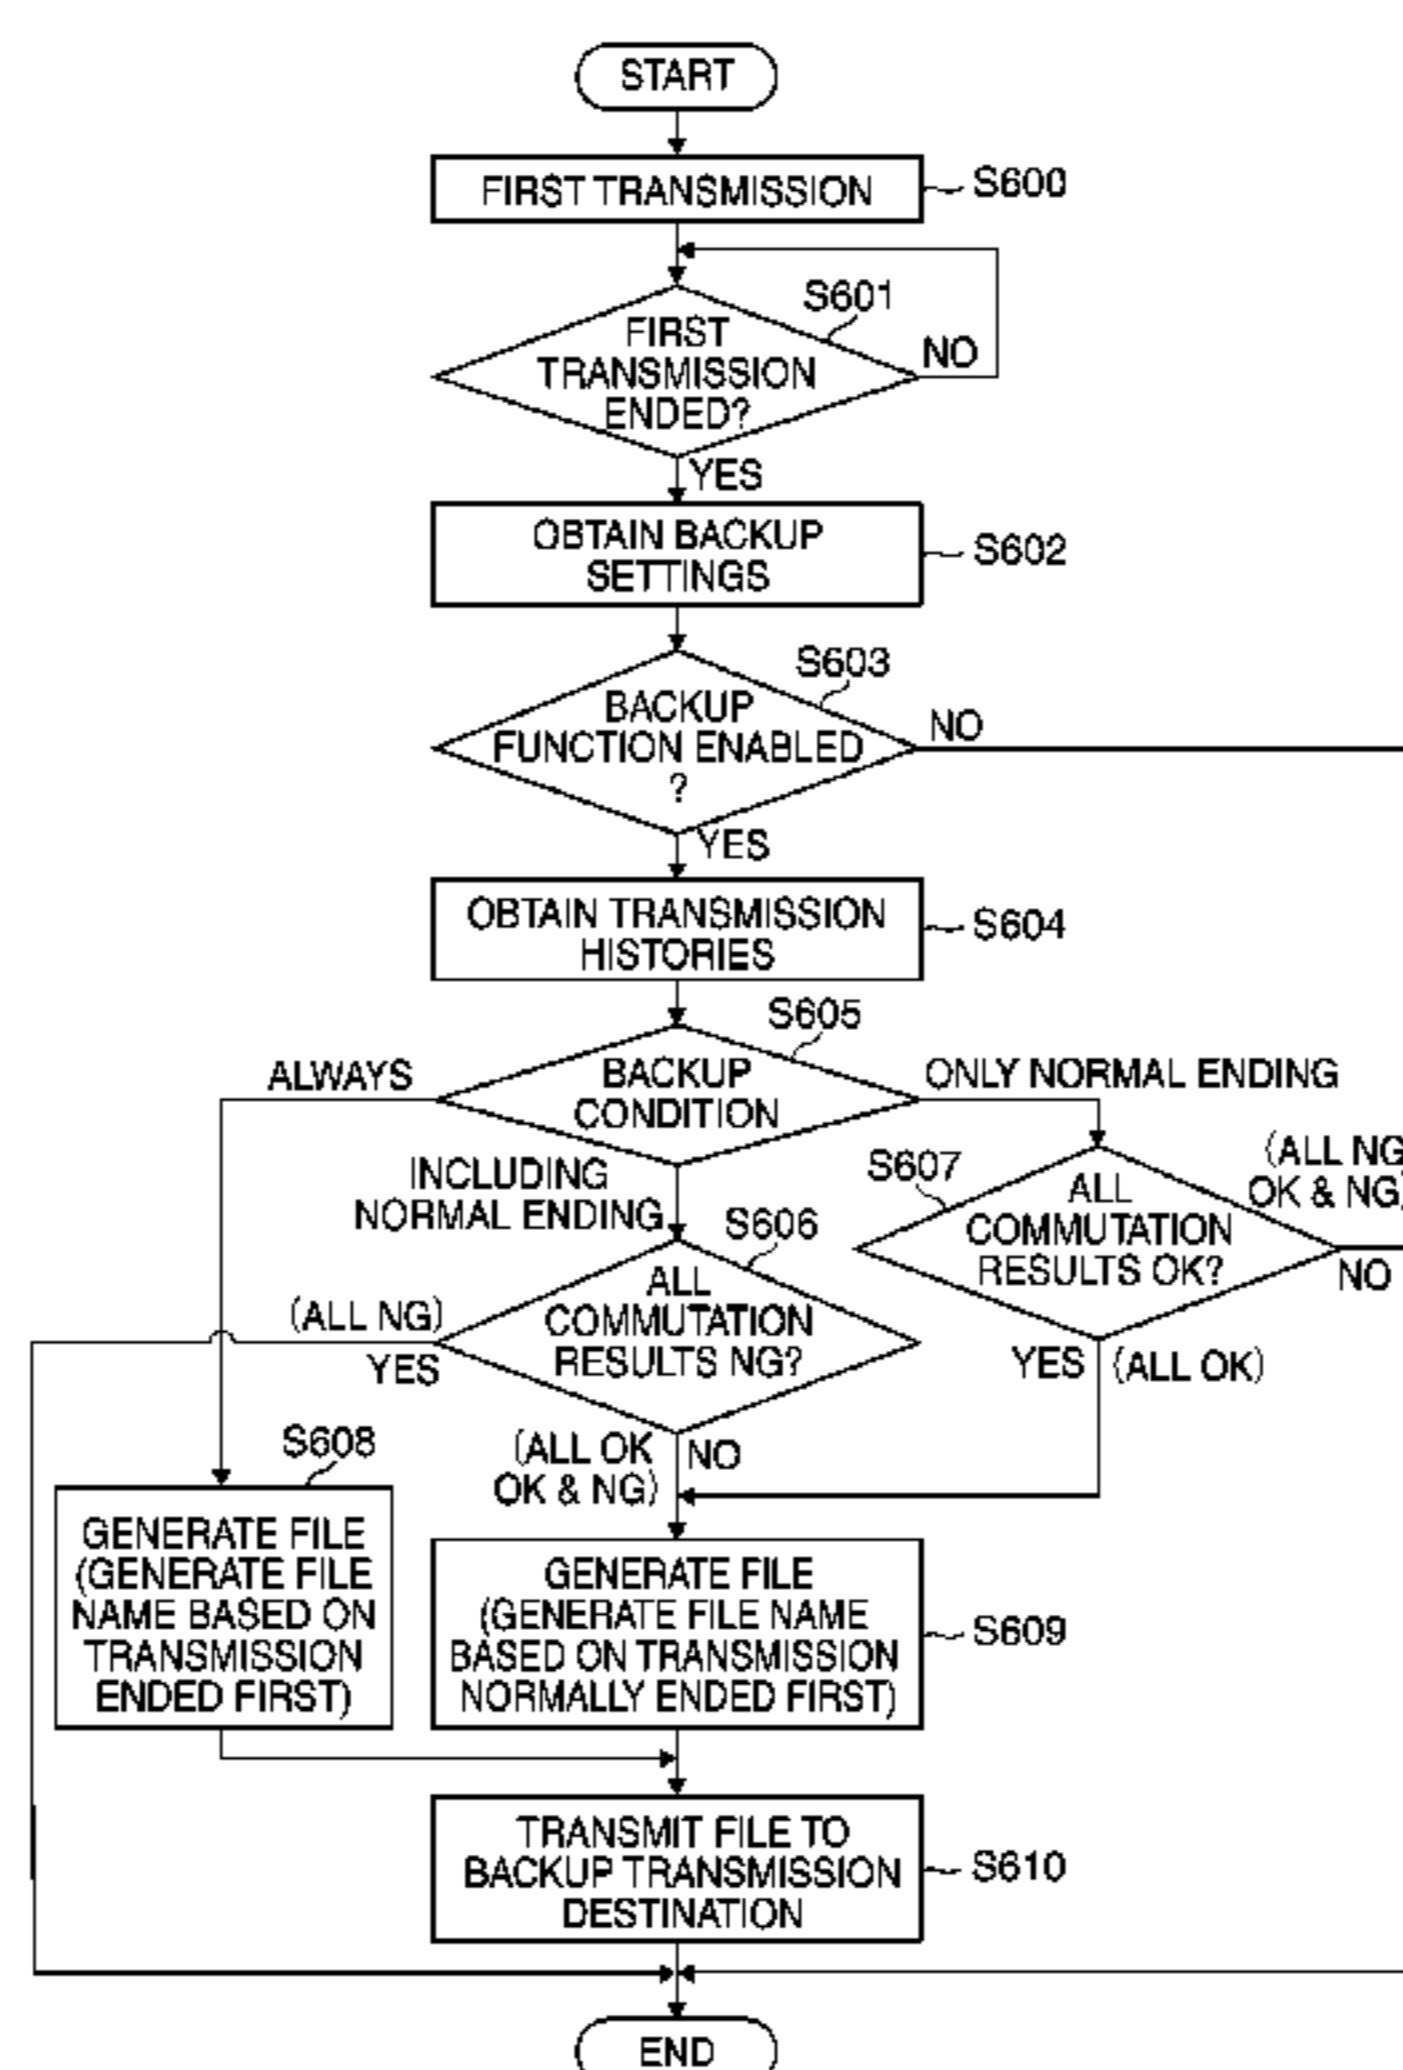 START
FIRST TRANSMISSION
S600
S601
FIRST
TRANSMISSION
ENDED?
NO
YES
OBTAIN BACKUP
SETTINGS
S602
S603
BACKUP
FUNCTION ENABLED
?
NO
YES
OBTAIN TRANSMISSION
HISTORIES
S604
S605
ALWAYS
BACKUP
CONDITION
ONLY NORMAL ENDING
INCLUDING
NORMAL ENDING
S606
S607
ALL
COMMUTATION
RESULTS OK?
(ALL NG
OK & NG)
NO
ALL
COMMUTATION
RESULTS NG?
(ALL NG)
YES
YES (ALL OK)
(ALL OK
OK & NG)
NO
S608
GENERATE FILE
(GENERATE FILE
NAME BASED ON
TRANSMISSION
ENDED FIRST)
GENERATE FILE
(GENERATE FILE NAME
BASED ON TRANSMISSION
NORMALLY ENDED FIRST)
S609
TRANSMIT FILE TO
BACKUP TRANSMISSION
DESTINATION
S610
END